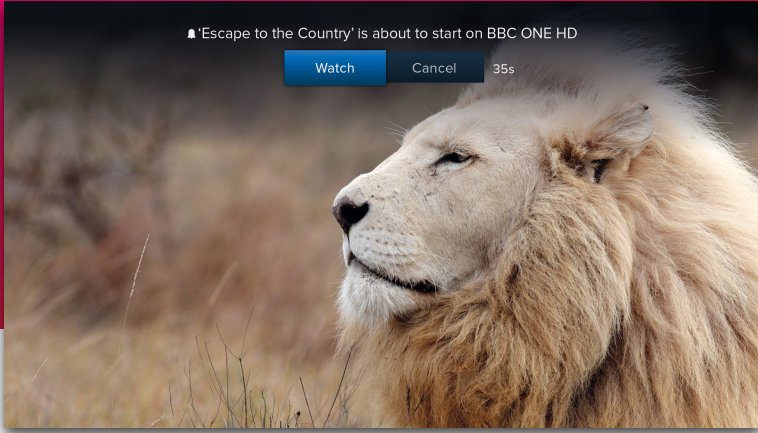 ‘Escape to the Country’ is about to start on BBC ONE HD
Watch Cancel 35s